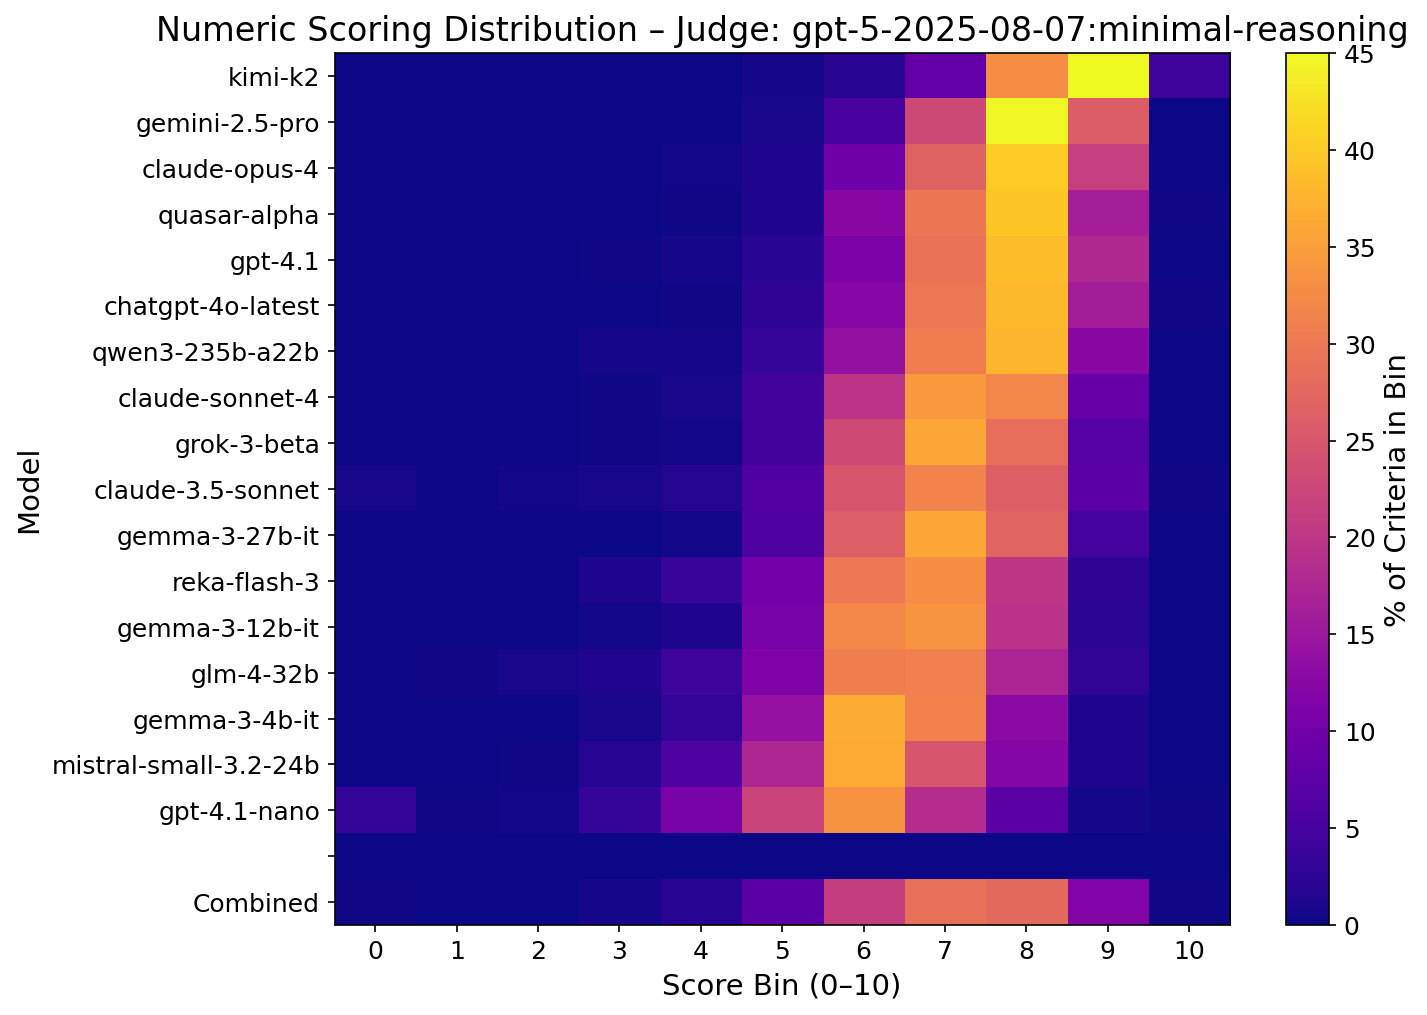 Numeric Scoring Distribution – Judge: gpt-5-2025-08-07:minimal-reasoning
Model
kimi-k2
gemini-2.5-pro
claude-opus-4
quasar-alpha
gpt-4.1
chatgpt-4o-latest
qwen3-235b-a22b
claude-sonnet-4
grok-3-beta
claude-3.5-sonnet
gemma-3-27b-it
reka-flash-3
gemma-3-12b-it
glm-4-32b
gemma-3-4b-it
mistral-small-3.2-24b
gpt-4.1-nano
Combined
0 1 2 3 4 5 6 7 8 9 10
Score Bin (0–10)
45
40
35
30
25
20
15
10
5
0
% of Criteria in Bin